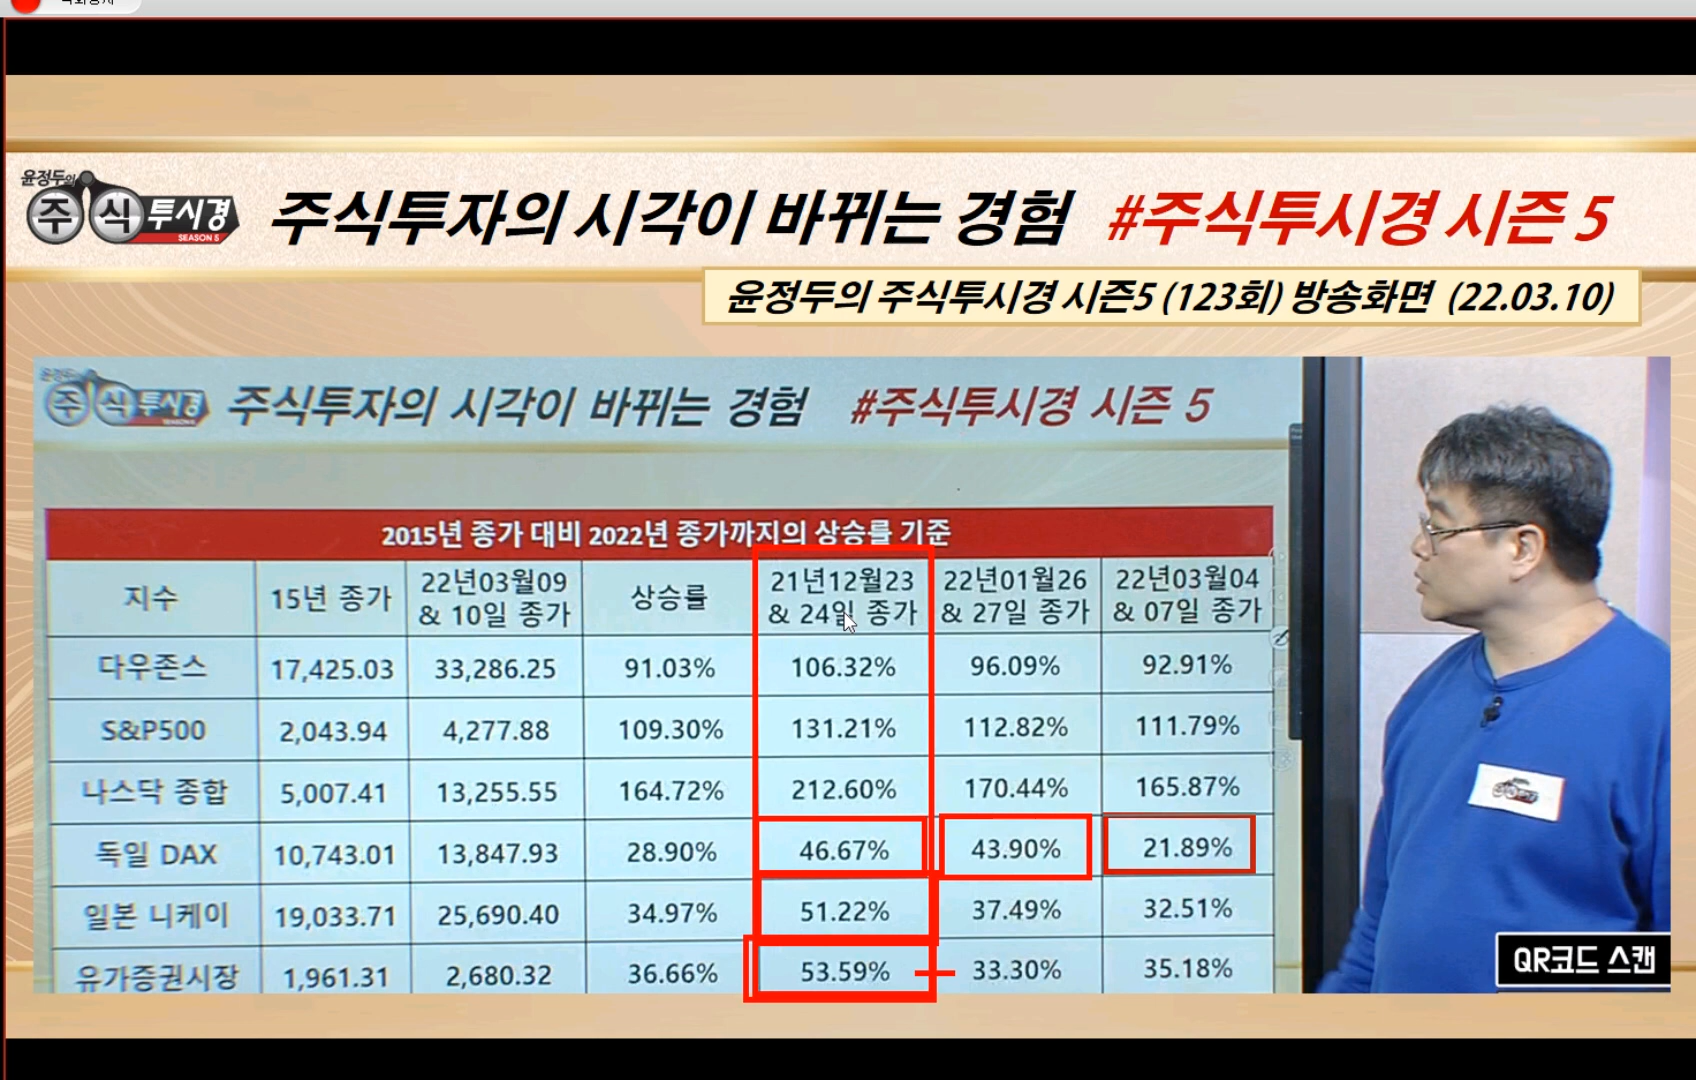 윤정두의
주식투시경
SEASON 5
주식투자의 시각이 바뀌는 경험 #주식투시경 시즌 5
윤정두의 주식투시경 시즌5 (123회) 방송화면 (22.03.10)
주식투시경
주식투자의 시각이 바뀌는 경험 #주식투시경 시즌 5
2015년 종가 대비 2022년 종가까지의 상승률 기준
지수 15년 종가 22년03월09 & 10일 종가 상승률 21년12월23 & 24일 종가 22년01월26 & 27일 종가 22년03월04 & 07일 종가
다우존스 17,425.03 33,286.25 91.03% 106.32% 96.09% 92.91%
S&P500 2,043.94 4,277.88 109.30% 131.21% 112.82% 111.79%
나스닥 종합 5,007.41 13,255.55 164.72% 212.60% 170.44% 165.87%
독일 DAX 10,743.01 13,847.93 28.90% 46.67% 43.90% 21.89%
일본 니케이 19,033.71 25,690.40 34.97% 51.22% 37.49% 32.51%
유가증권시장 1,961.31 2,680.32 36.66% 53.59% 33.30% 35.18%
QR코드 스캔